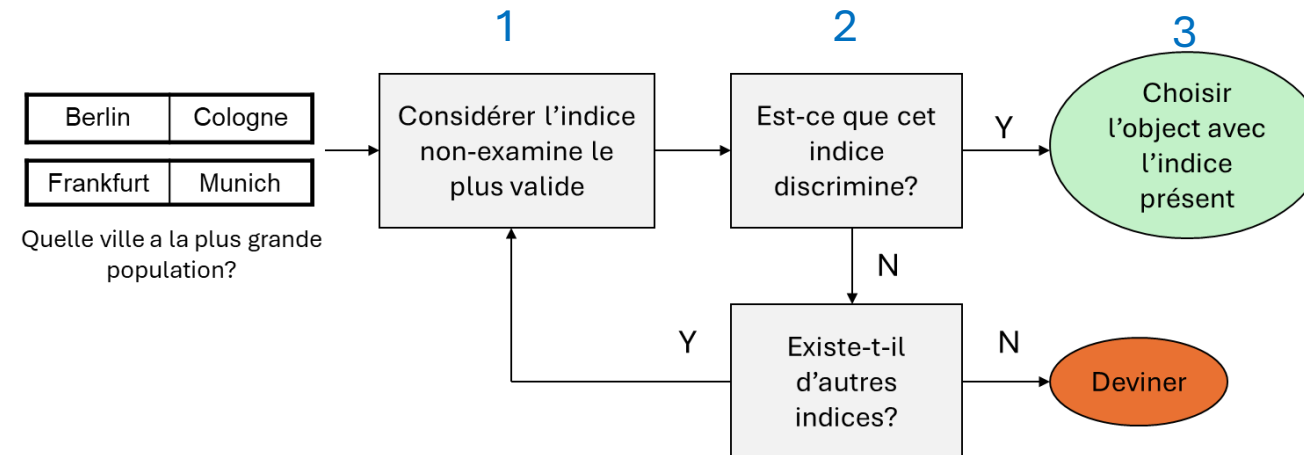 1
2
3
Berlin
Cologne
Frankfurt
Munich
Quelle ville a la plus grande
population?
Considérer l'indice
non-examine le
plus valide
Est-ce que cet
indice
discrimine?
Y
Choisir
l'object avec
l'indice
présent
N
Y
Existe-t-il
d'autres
indices?
N
Deviner